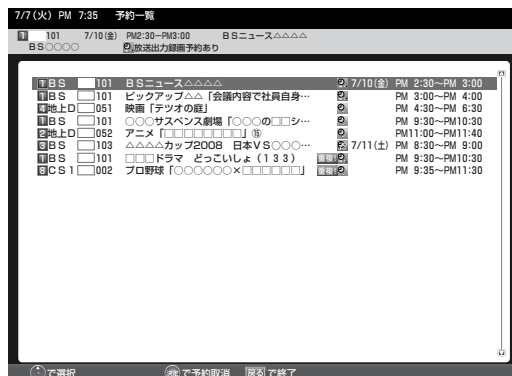 7/7(火) PM 7:35 予約一覧
1 101 7/10(金) PM2:30~PM3:00 BSニュース△△△△
BS○○○○ 放送出力録画予約あり
1 BS 101 BSニュース△△△△ 7/10(金) PM 2:30~PM 3:00
1 BS 101 ピックアップ△△「会議内容で社員自身… PM 3:00~PM 4:00
4 地上D 051 映画「テツオの庭」 PM 4:30~PM 6:30
1 BS 101 ○○○サスペンス劇場「○○○の□□シ… PM 9:30~PM10:30
2 地上D 052 アニメ「□□□□□□□□」⑮ PM11:00~PM11:40
3 BS 103 △△△△カップ2008 日本VS○○○… 7/11(土) PM 8:30~PM 9:00
1 BS 101 □□□ドラマ どっこいしょ(133) 重複! PM 9:30~PM10:30
8 CS1 002 プロ野球「○○○○○○×□□□□□□」 重複! PM 9:35~PM11:30
で選択 決定 で予約取消 戻る で終了